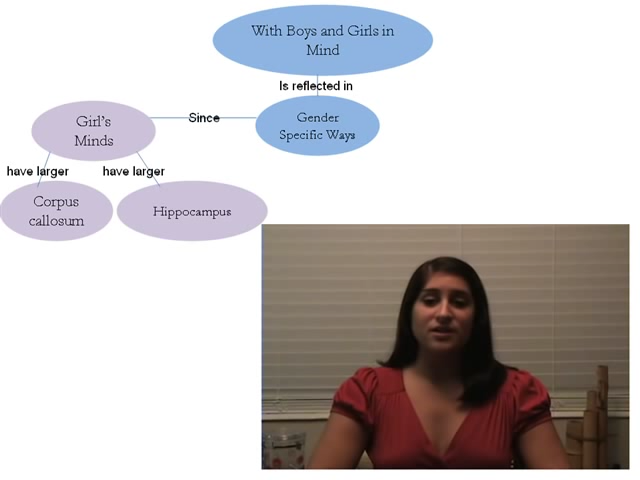 With Boys and Girls in
Mind
Is reflected in
Girl's
Minds
Since
Gender
Specific Ways
have larger
have larger
Corpus
callosum
Hippocampus